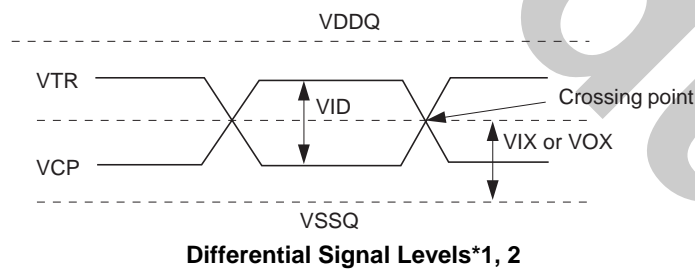 VDDQ
VTR
VID
Crossing point
VIX or VOX
VCP
VSSQ
Differential Signal Levels*1, 2